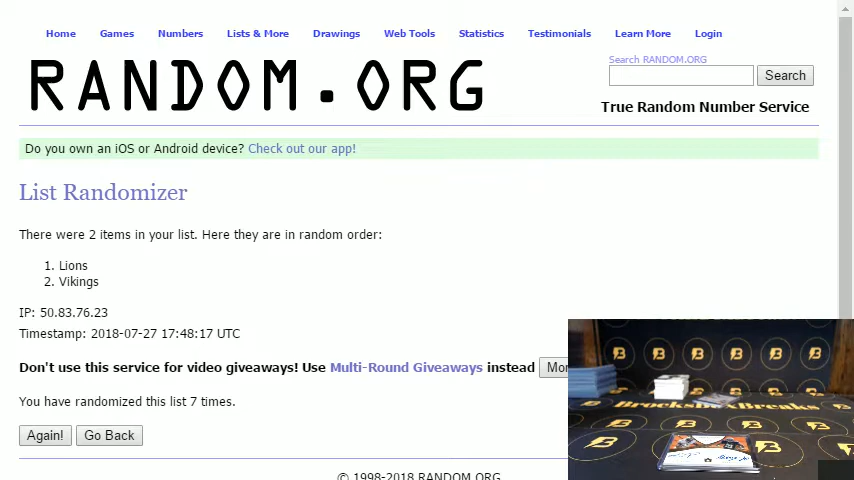 Home Games Numbers Lists & More Drawings Web Tools Statistics Testimonials Learn More Login
RANDOM.ORG
Search RANDOM.ORG
Search
True Random Number Service
Do you own an iOS or Android device? Check out our app!
List Randomizer
There were 2 items in your list. Here they are in random order:
1. Lions
2. Vikings
IP: 50.83.76.23
Timestamp: 2018-07-27 17:48:17 UTC
Don't use this service for video giveaways! Use Multi-Round Giveaways instead
You have randomized this list 7 times.
BrocksBoxBreaks
Again! Go Back
© 1998-2018 RANDOM.ORG